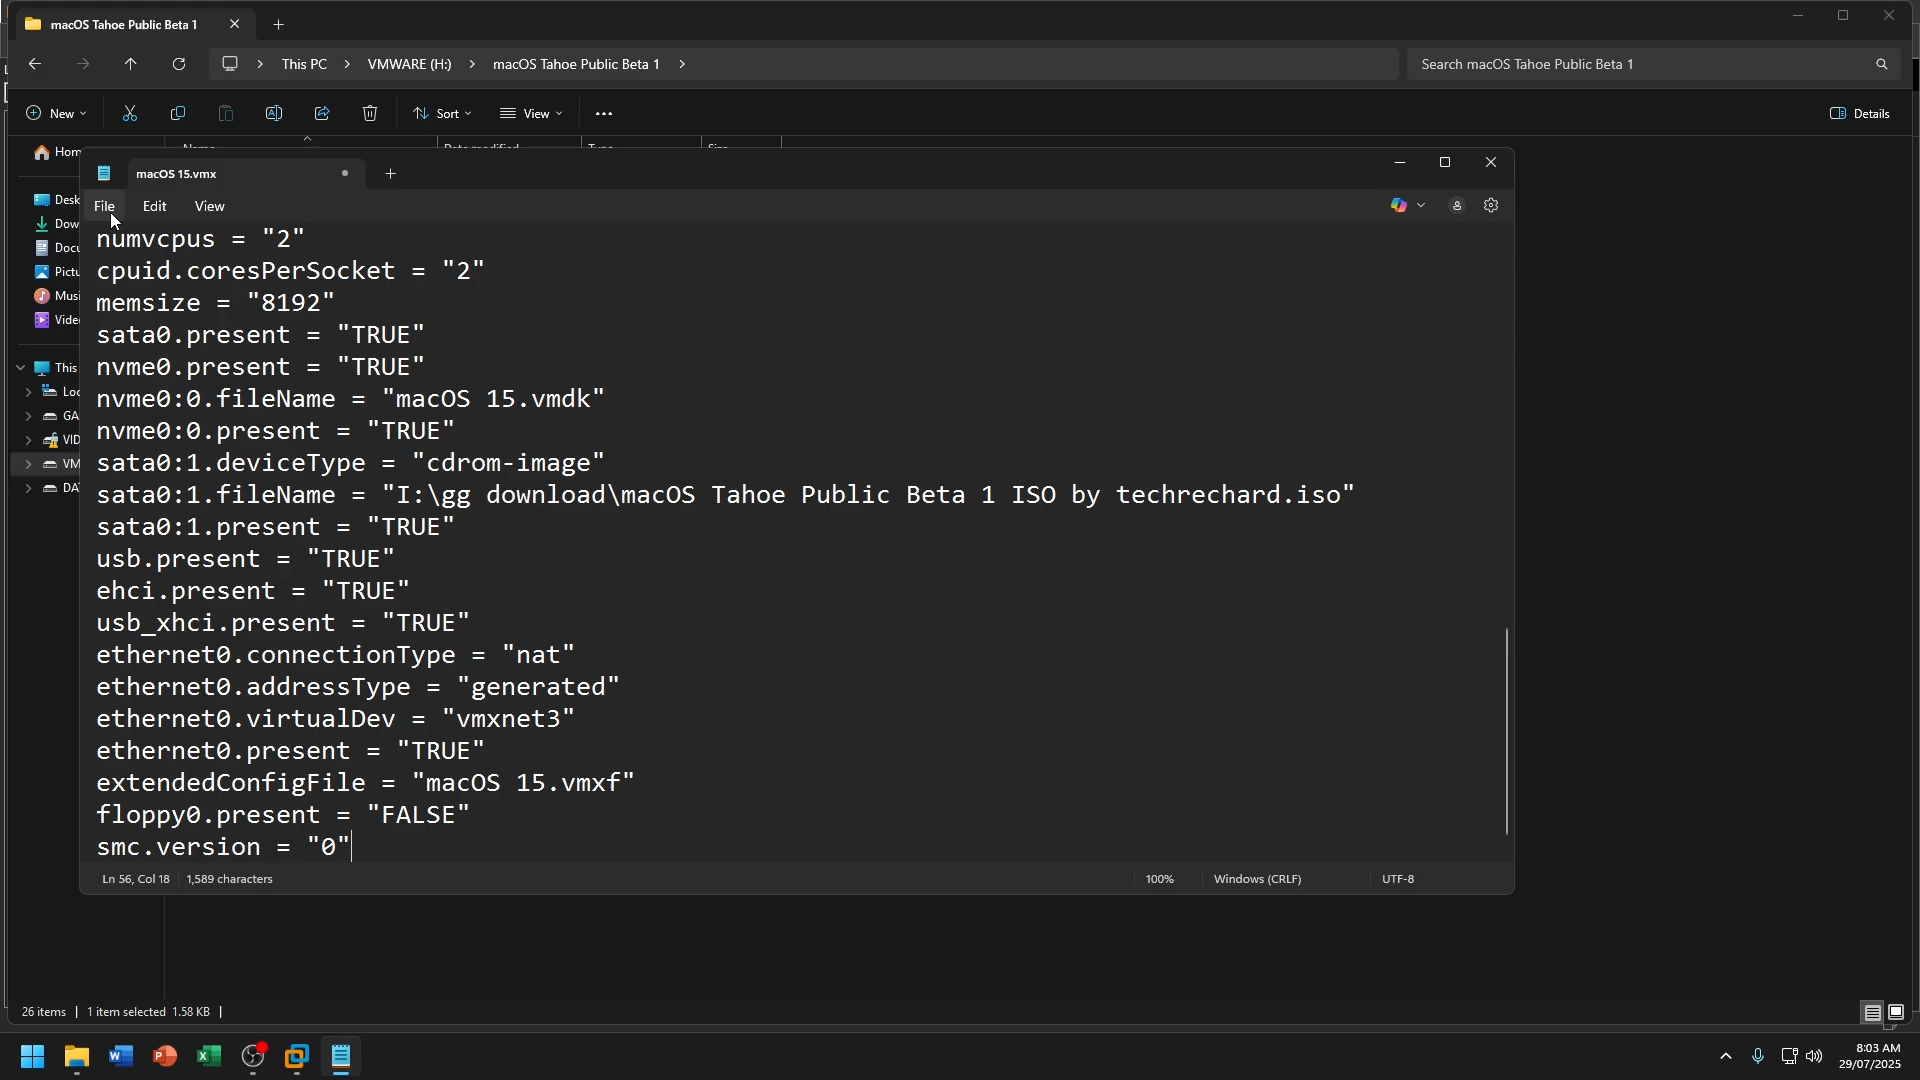 macOS Tahoe Public Beta 1
This PC > VMWARE (H:) > macOS Tahoe Public Beta 1 >
Search macOS Tahoe Public Beta 1
New
Sort
View
Details
macOS 15.vmx
File Edit View
numvcpus = "2"
cpuid.coresPerSocket = "2"
memsize = "8192"
sata0.present = "TRUE"
nvme0.present = "TRUE"
nvme0:0.fileName = "macOS 15.vmdk"
nvme0:0.present = "TRUE"
sata0:1.deviceType = "cdrom-image"
sata0:1.fileName = "I:\gg download\macOS Tahoe Public Beta 1 ISO by techrechard.iso"
sata0:1.present = "TRUE"
usb.present = "TRUE"
ehci.present = "TRUE"
usb_xhci.present = "TRUE"
ethernet0.connectionType = "nat"
ethernet0.addressType = "generated"
ethernet0.virtualDev = "vmxnet3"
ethernet0.present = "TRUE"
extendedConfigFile = "macOS 15.vmxf"
floppy0.present = "FALSE"
smc.version = "0"
Ln 56, Col 18
1,589 characters
100%
Windows (CRLF)
UTF-8
Hom
Desk
Dow
Docu
Pictu
Musi
Vide
This
Loc
GA
VID
VM
DA
26 items
1 item selected 1.58 KB
8:03 AM
29/07/2025